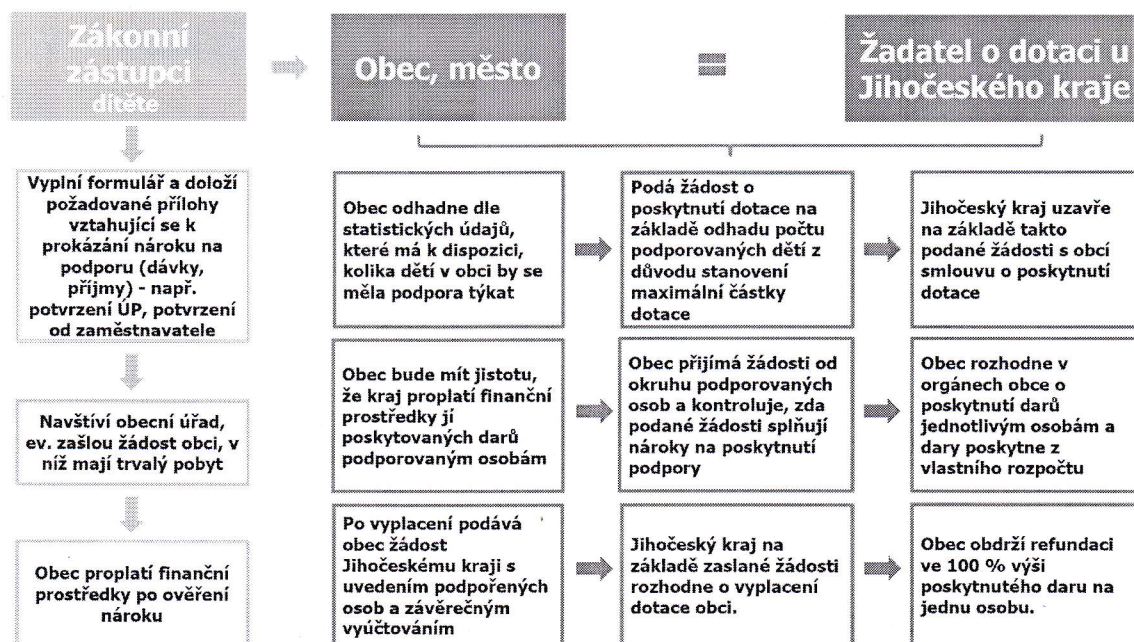 Zákonní
zástupci
dítěte
Obec, město
=
Žadatel o dotaci u
Jihočeského kraje
Vyplní formulář a doloží
požadované přílohy
vztahující se k
prokázání nároku na
podporu (dávky,
příjmy) - např.
potvrzení ÚP, potvrzení
od zaměstnavatele
Navštíví obecní úřad,
ev. zašlou žádost obci, v
níž mají trvalý pobyt
Obec proplatí finanční
prostředky po ověření
nároku
Obec odhadne dle
statistických údajů,
které má k dispozici,
kolika dětí v obci by se
měla podpora týkat
Podá žádost o
poskytnutí dotace na
základě odhadu počtu
podporovaných dětí z
důvodu stanovení
maximální částky
dotace
Jihočeský kraj uzavře
na základě takto
podané žádosti s obcí
smlouvu o poskytnutí
dotace
Obec bude mít jistotu,
že kraj proplatí finanční
prostředky jí
poskytovaných darů
podporovaným osobám
Obec přijímá žádosti od
okruhu podporovaných
osob a kontroluje, zda
podané žádosti splňují
nároky na poskytnutí
podpory
Obec rozhodne v
orgánech obce o
poskytnutí darů
jednotlivým osobám a
dary poskytne z
vlastního rozpočtu
Po vyplacení podává
obec žádost
Jihočeskému kraji s
uvedením podpořených
osob a závěrečným
vyúčtováním
Jihočeský kraj na
základě zaslané žádosti
rozhodne o vyplacení
dotace obci.
Obec obdrží refundaci
ve 100 % výši
poskytnutého daru na
jednu osobu.